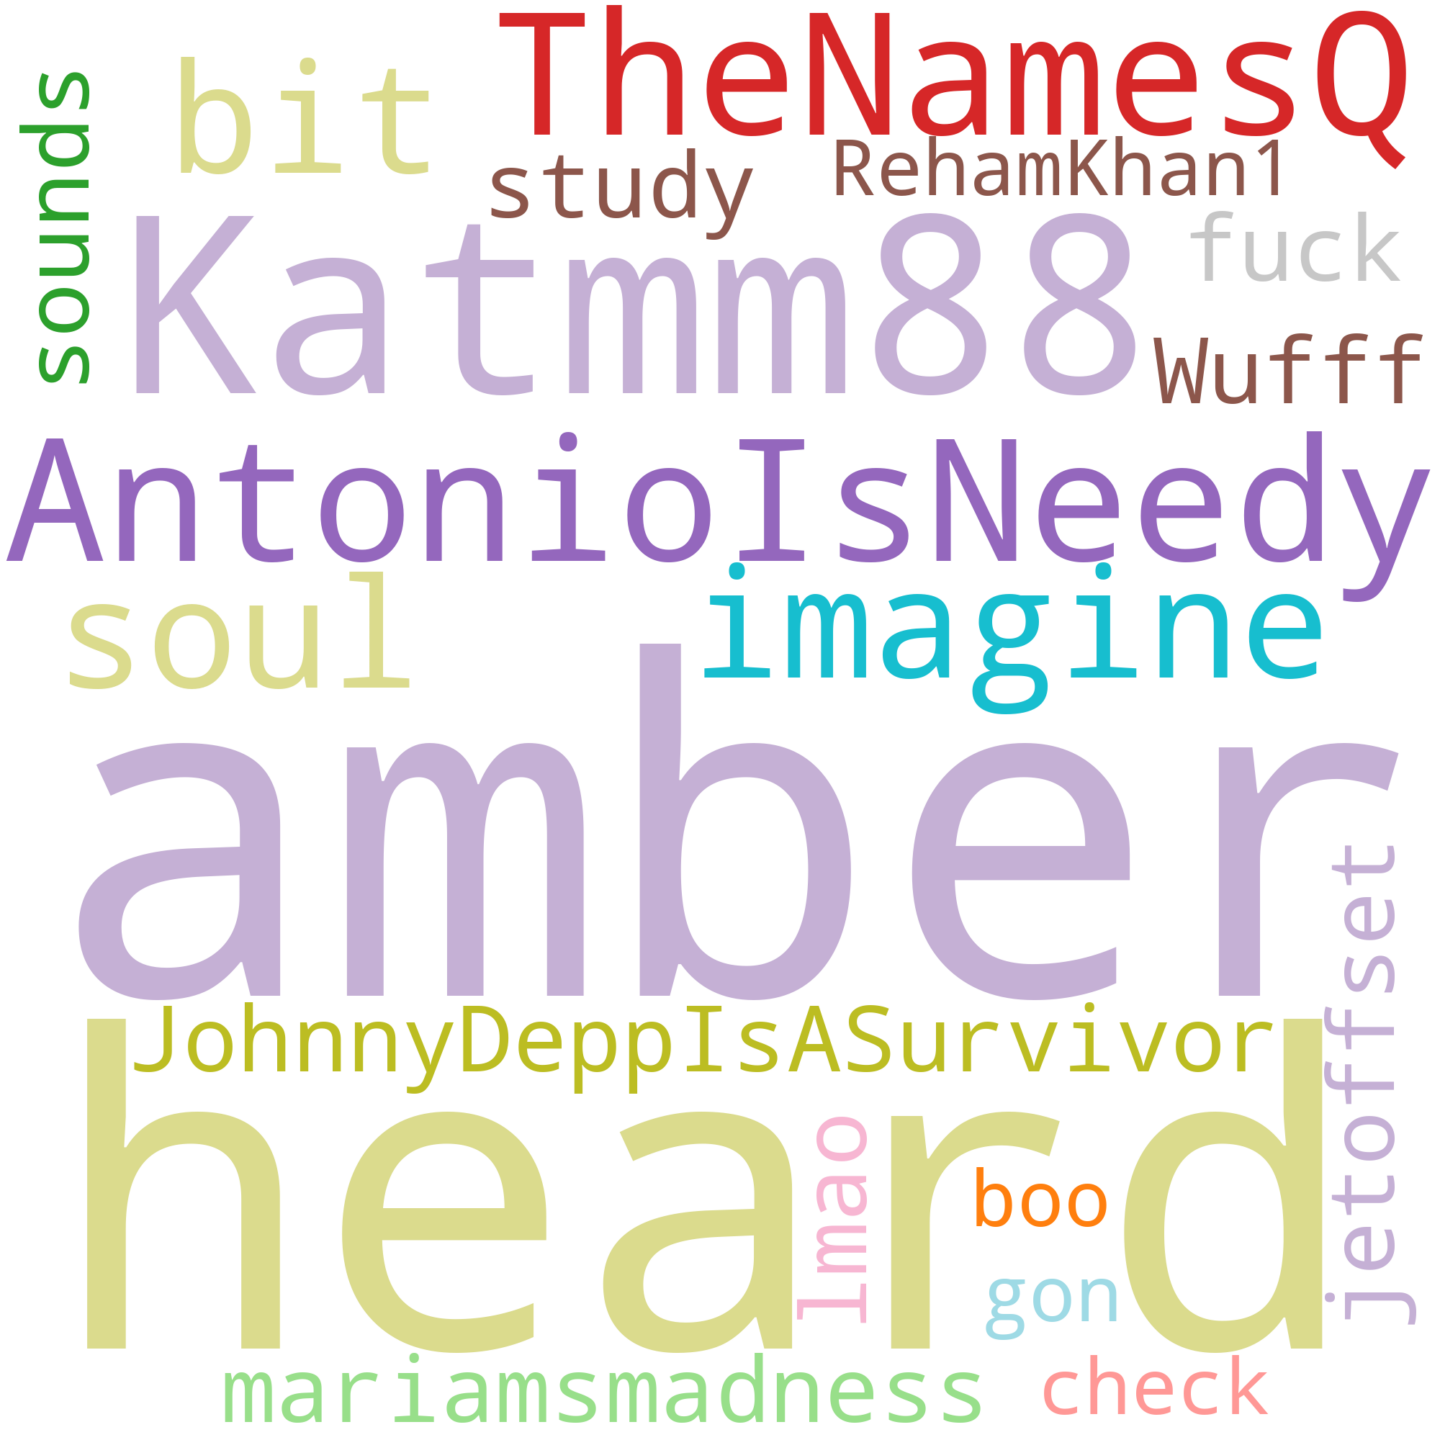 TheNamesQ
sounds
bit
study
RehamKhan1
Katmm88
fuck
Wufff
AntonioIsNeedy
soul
imagine
amber
jetoffset
JohnnyDeppIsASurvivor
heard
lmao
boo
gon
mariamsmadness
check